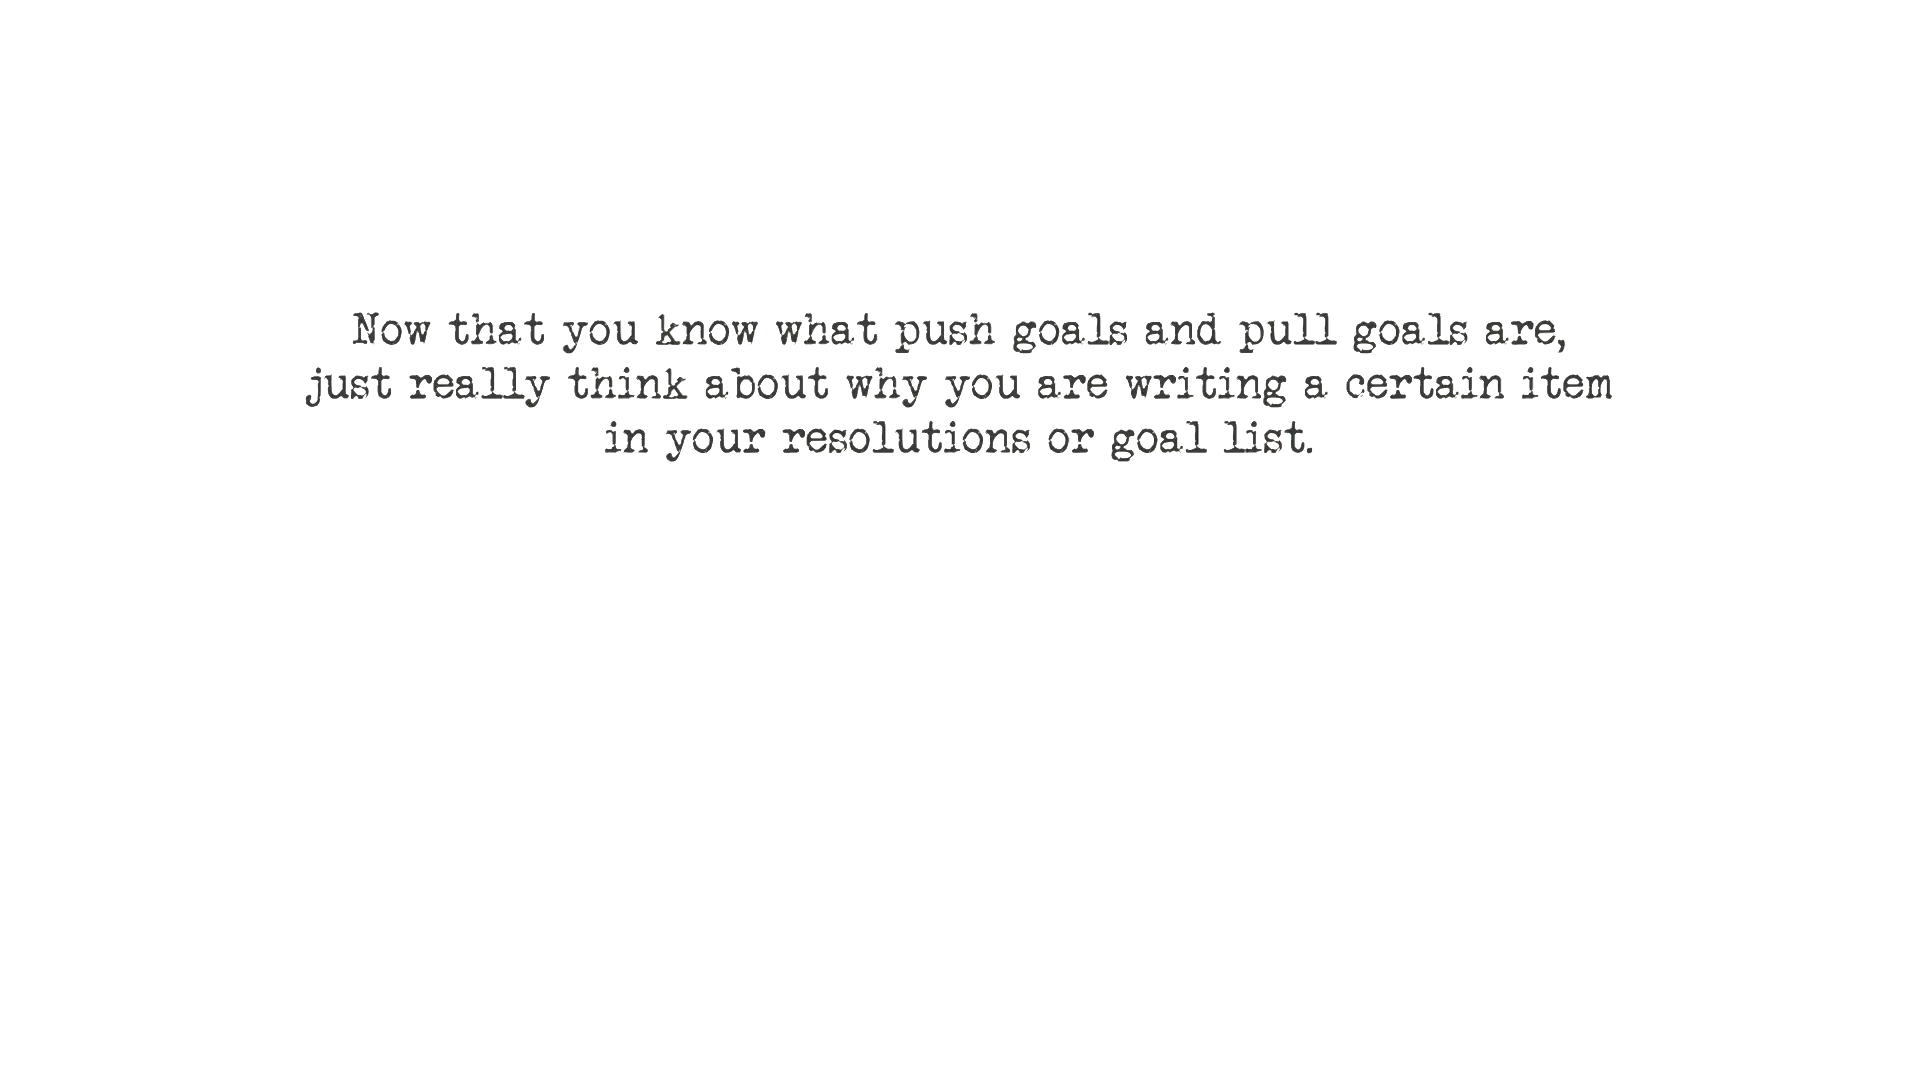 Now that you know what push goals and pull goals are,
just really think about why you are writing a certain item
in your resolutions or goal list.